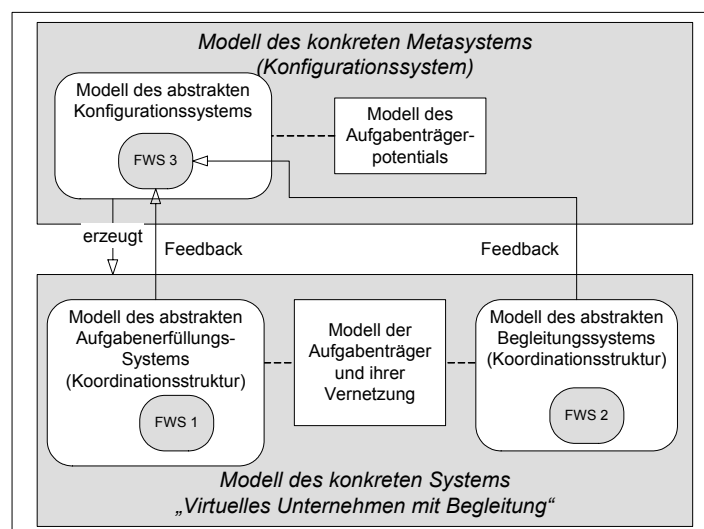 Modell des konkreten Metasystems
(Konfigurationssystem)
Modell des abstrakten
Konfigurationssystems
FWS 3
Modell des
Aufgabenträger-
potentials
erzeugt
Feedback
Feedback
Modell des abstrakten
Aufgabenerfüllungs-
Systems
(Koordinationsstruktur)
FWS 1
Modell der
Aufgabenträger
und ihrer
Vernetzung
Modell des abstrakten
Begleitungssystems
(Koordinationsstruktur)
FWS 2
Modell des konkreten Systems
„Virtuelles Unternehmen mit Begleitung“